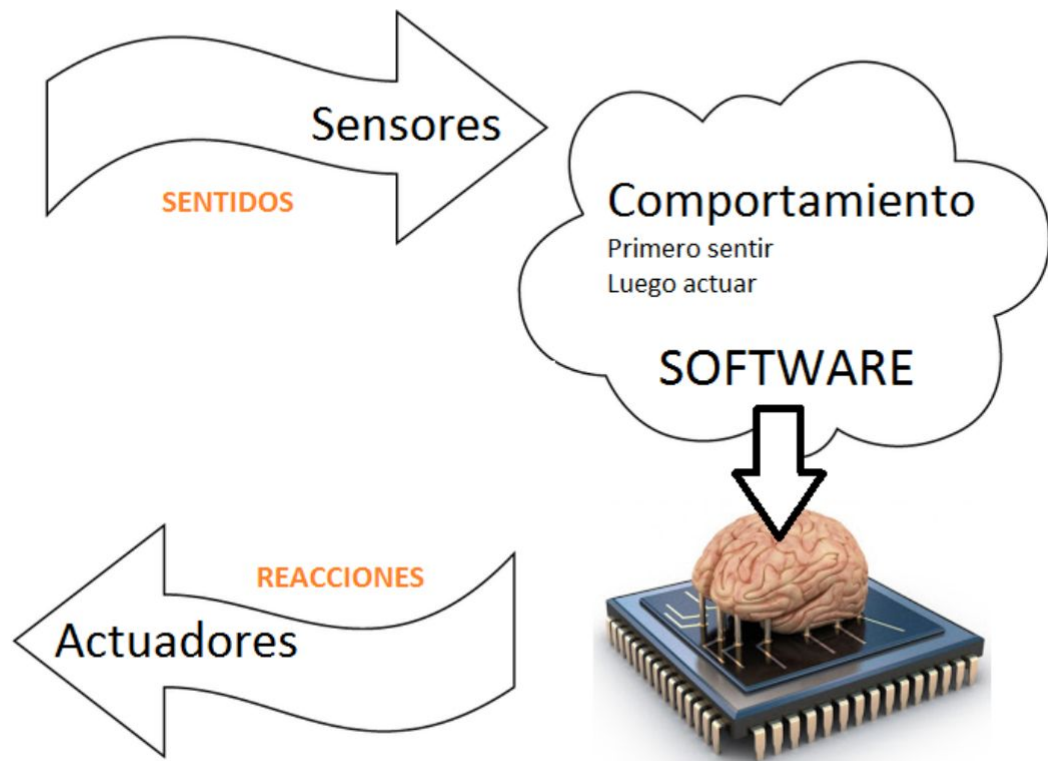 Sensores
SENTIDOS
Comportamiento
Primero sentir
Luego actuar
SOFTWARE
REACCIONES
Actuadores